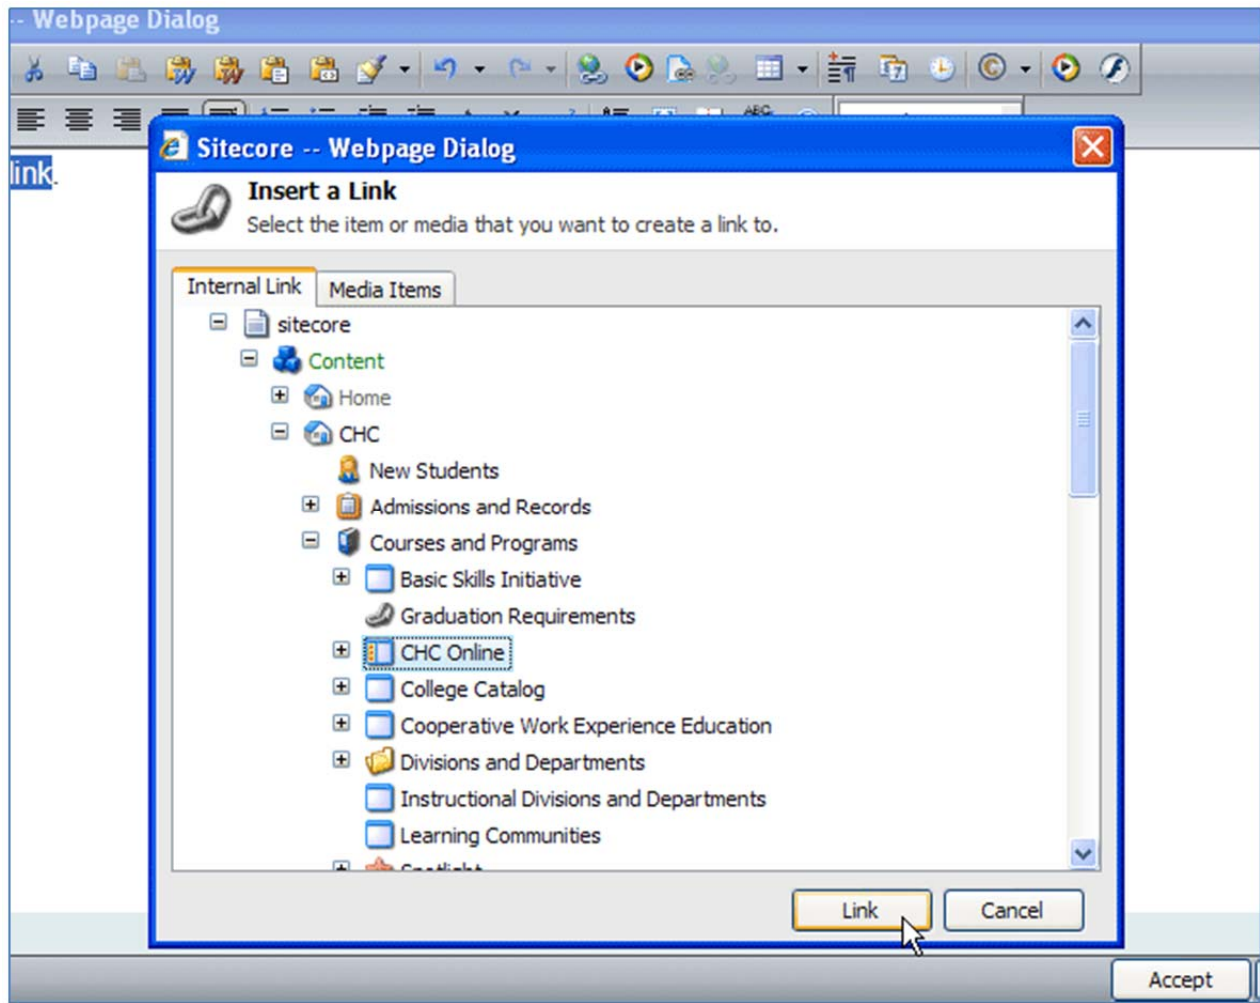 -- Webpage Dialog
link.
Sitecore -- Webpage Dialog
Insert a Link
Select the item or media that you want to create a link to.
Internal Link
Media Items
sitecore
Content
Home
CHC
New Students
Admissions and Records
Courses and Programs
Basic Skills Initiative
Graduation Requirements
CHC Online
College Catalog
Cooperative Work Experience Education
Divisions and Departments
Instructional Divisions and Departments
Learning Communities
Spotlight
Link
Cancel
Accept